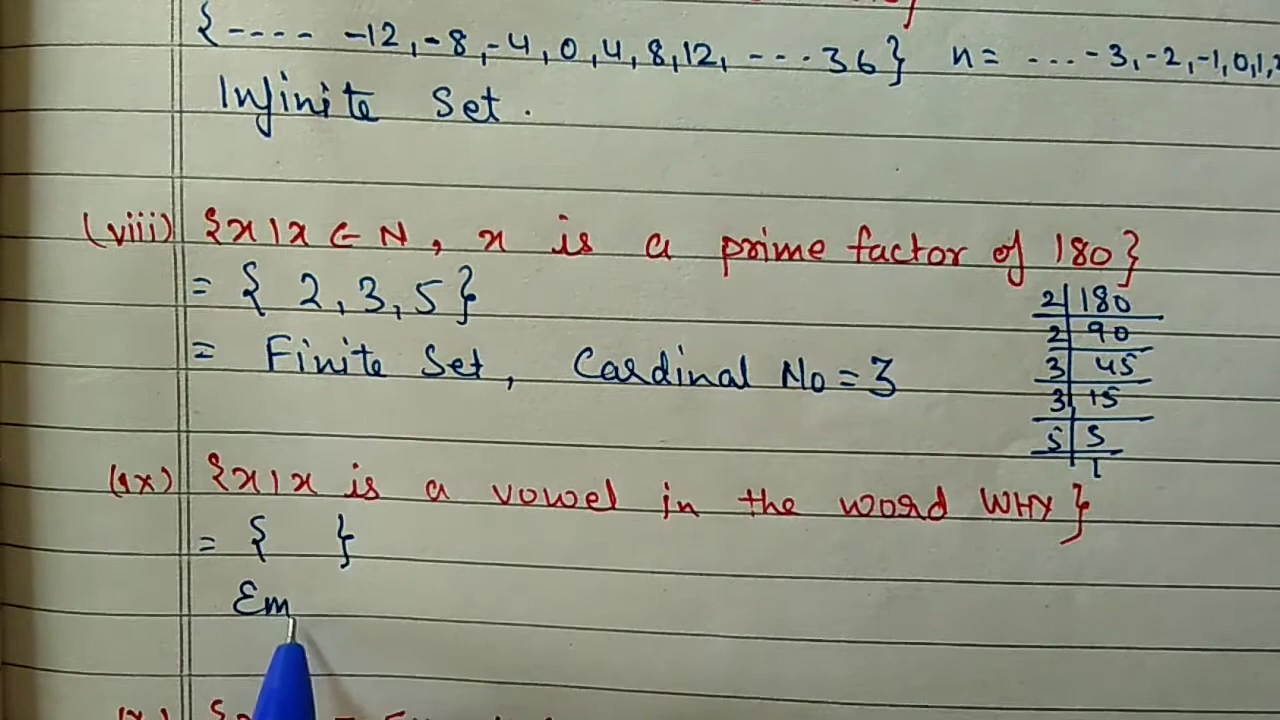 {---- -12,-8,-4,0,4,8,12, --- 36} n= ...-3,-2,-1,0,1,
Infinite Set.
(viii) {x|x ∈ N, x is a prime factor of 180}
= { 2,3,5}
2|180
2|90
= Finite Set, Cardinal No=3
3|45
3|15
5|5
1
(ix) {x|x is a vowel in the word WHY}
= { }
Em